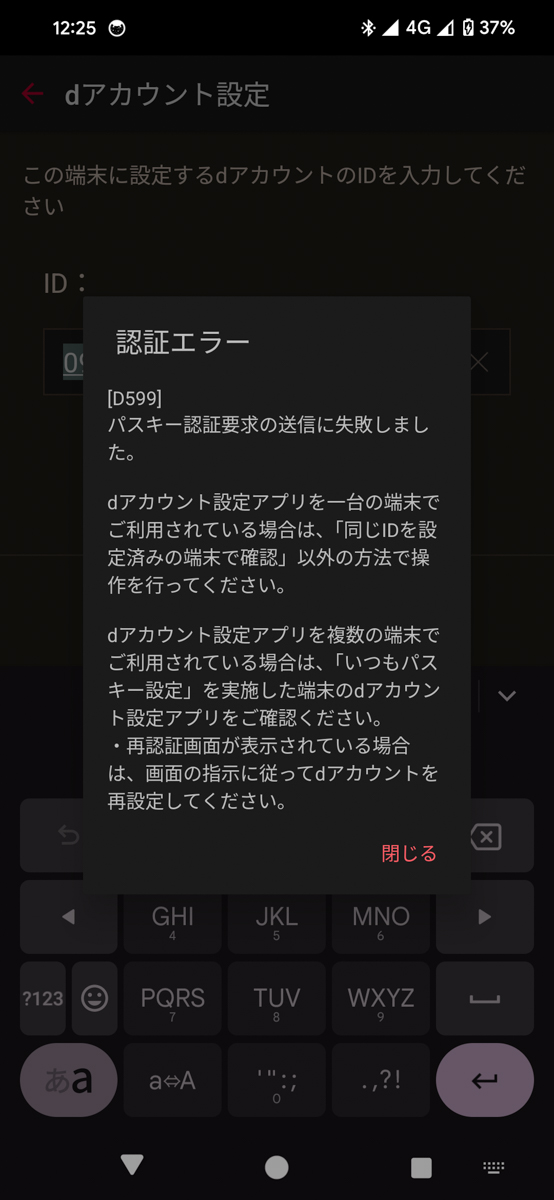 12:25 4G 37%
dアカウント設定
この端末に設定するdアカウントのIDを入力してくだ
さい
ID：
認証エラー
[D599]
パスキー認証要求の送信に失敗しまし
た。
dアカウント設定アプリを一台の端末で
ご利用されている場合は、「同じIDを設
定済みの端末で確認」以外の方法で操
作を行ってください。
dアカウント設定アプリを複数の端末で
ご利用されている場合は、「いつもパス
キー設定」を実施した端末のdアカウン
ト設定アプリをご確認ください。
・再認証画面が表示されている場合
は、画面の指示に従ってdアカウントを
再設定してください。
閉じる
GHI JKL MNO
4 5 6
?123 PQRS TUV WXYZ
7 8 9
あa a⇔A '":; .,?!
0